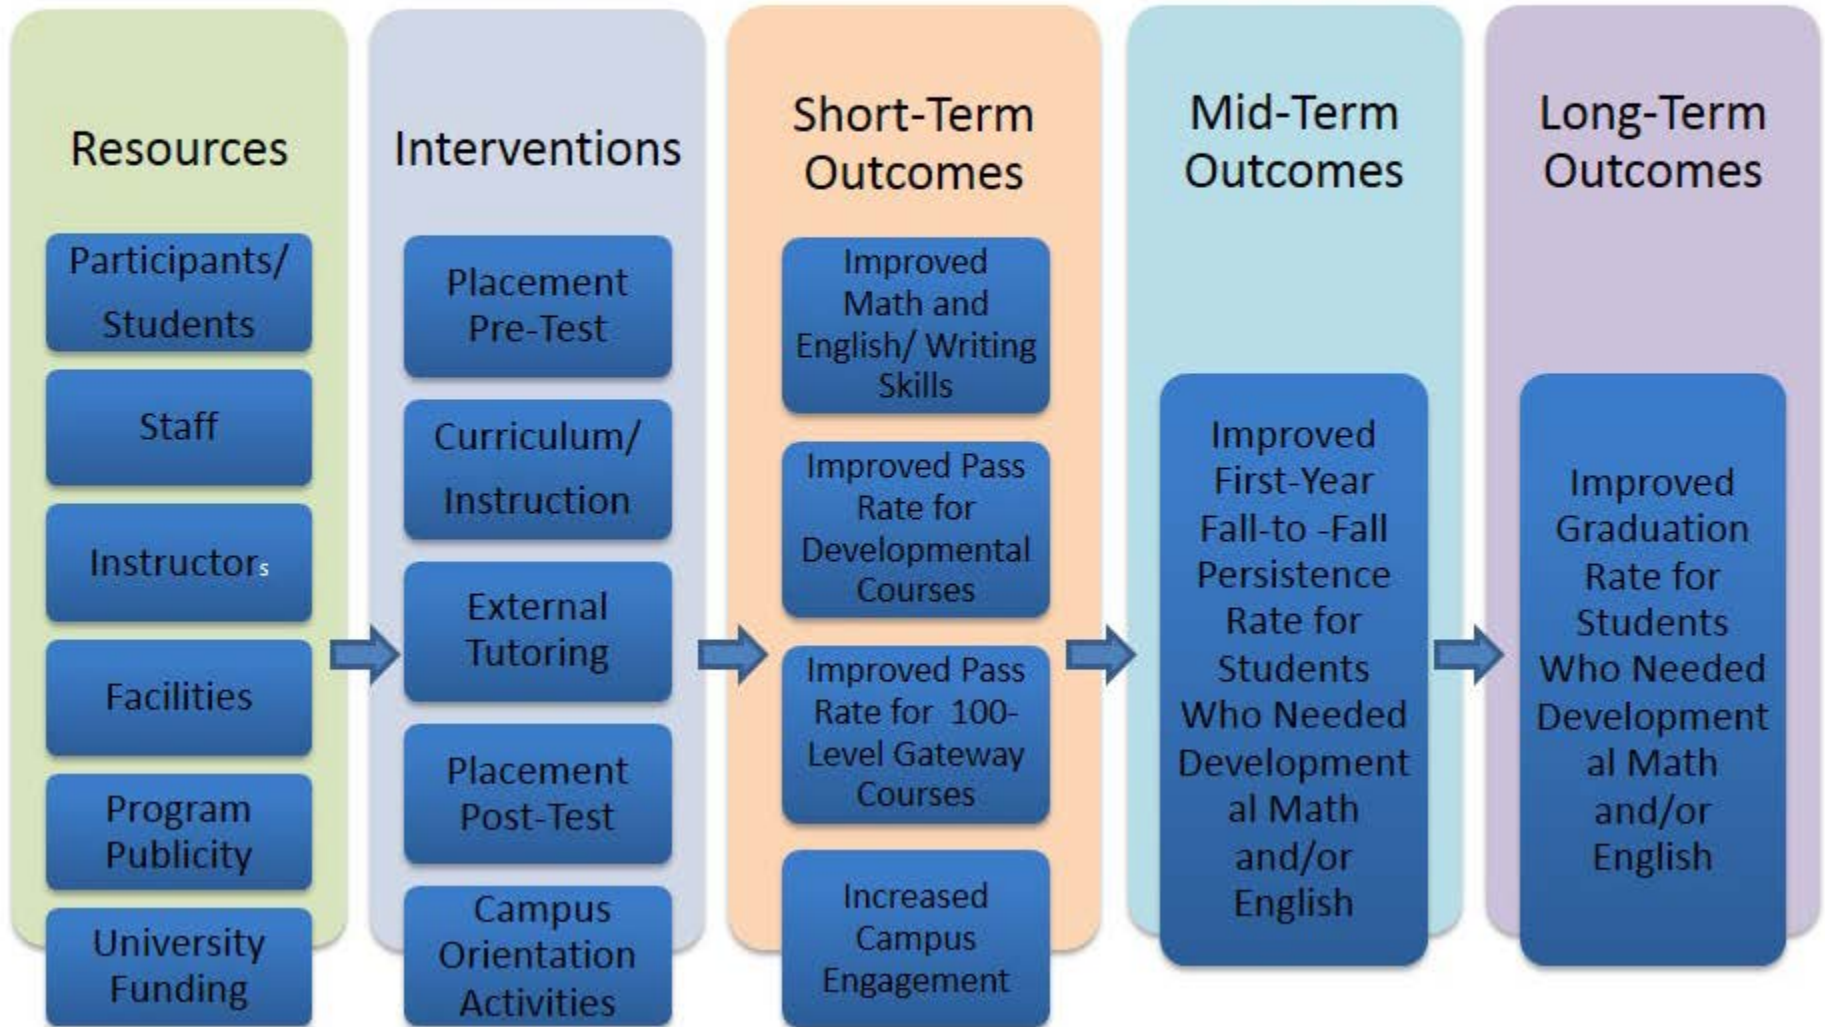 Resources
Participants/
Students
Staff
Instructors
Facilities
Program
Publicity
University
Funding
Interventions
Placement
Pre-Test
Curriculum/
Instruction
External
Tutoring
Placement
Post-Test
Campus
Orientation
Activities
Short-Term
Outcomes
Improved
Math and
English/ Writing
Skills
Improved Pass
Rate for
Developmental
Courses
Improved Pass
Rate for 100-
Level Gateway
Courses
Increased
Campus
Engagement
Mid-Term
Outcomes
Improved
First-Year
Fall-to -Fall
Persistence
Rate for
Students
Who Needed
Development
al Math
and/or
English
Long-Term
Outcomes
Improved
Graduation
Rate for
Students
Who Needed
Development
al Math
and/or
English